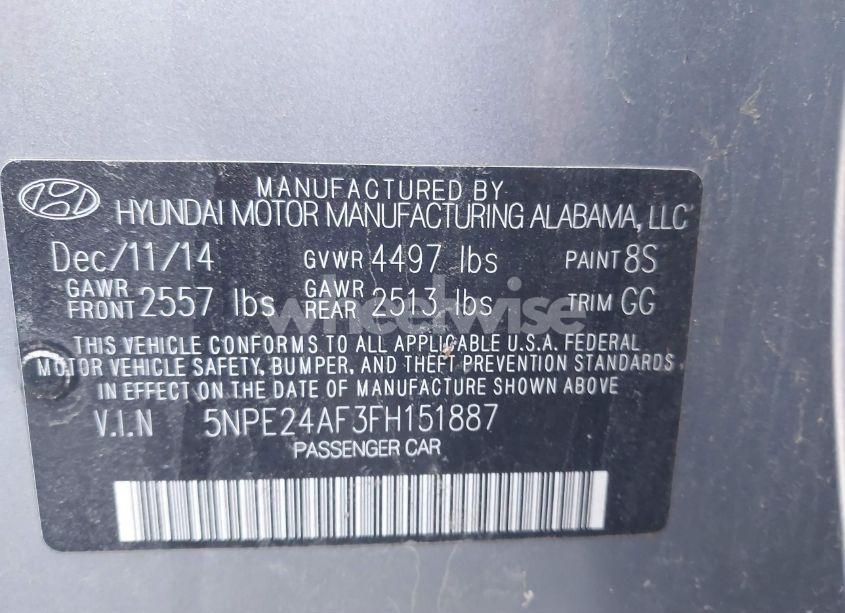 MANUFACTURED BY
HYUNDAI MOTOR MANUFACTURING ALABAMA, LLC
Dec/11/14 GVWR 4497 lbs PAINT 8S
GAWR FRONT 2557 lbs GAWR REAR 2513 lbs TRIM GG
wheelwise
THIS VEHICLE CONFORMS TO ALL APPLICABLE U.S.A. FEDERAL
MOTOR VEHICLE SAFETY, BUMPER, AND THEFT PREVENTION STANDARDS
IN EFFECT ON THE DATE OF MANUFACTURE SHOWN ABOVE
V.I.N 5NPE24AF3FH151887
PASSENGER CAR